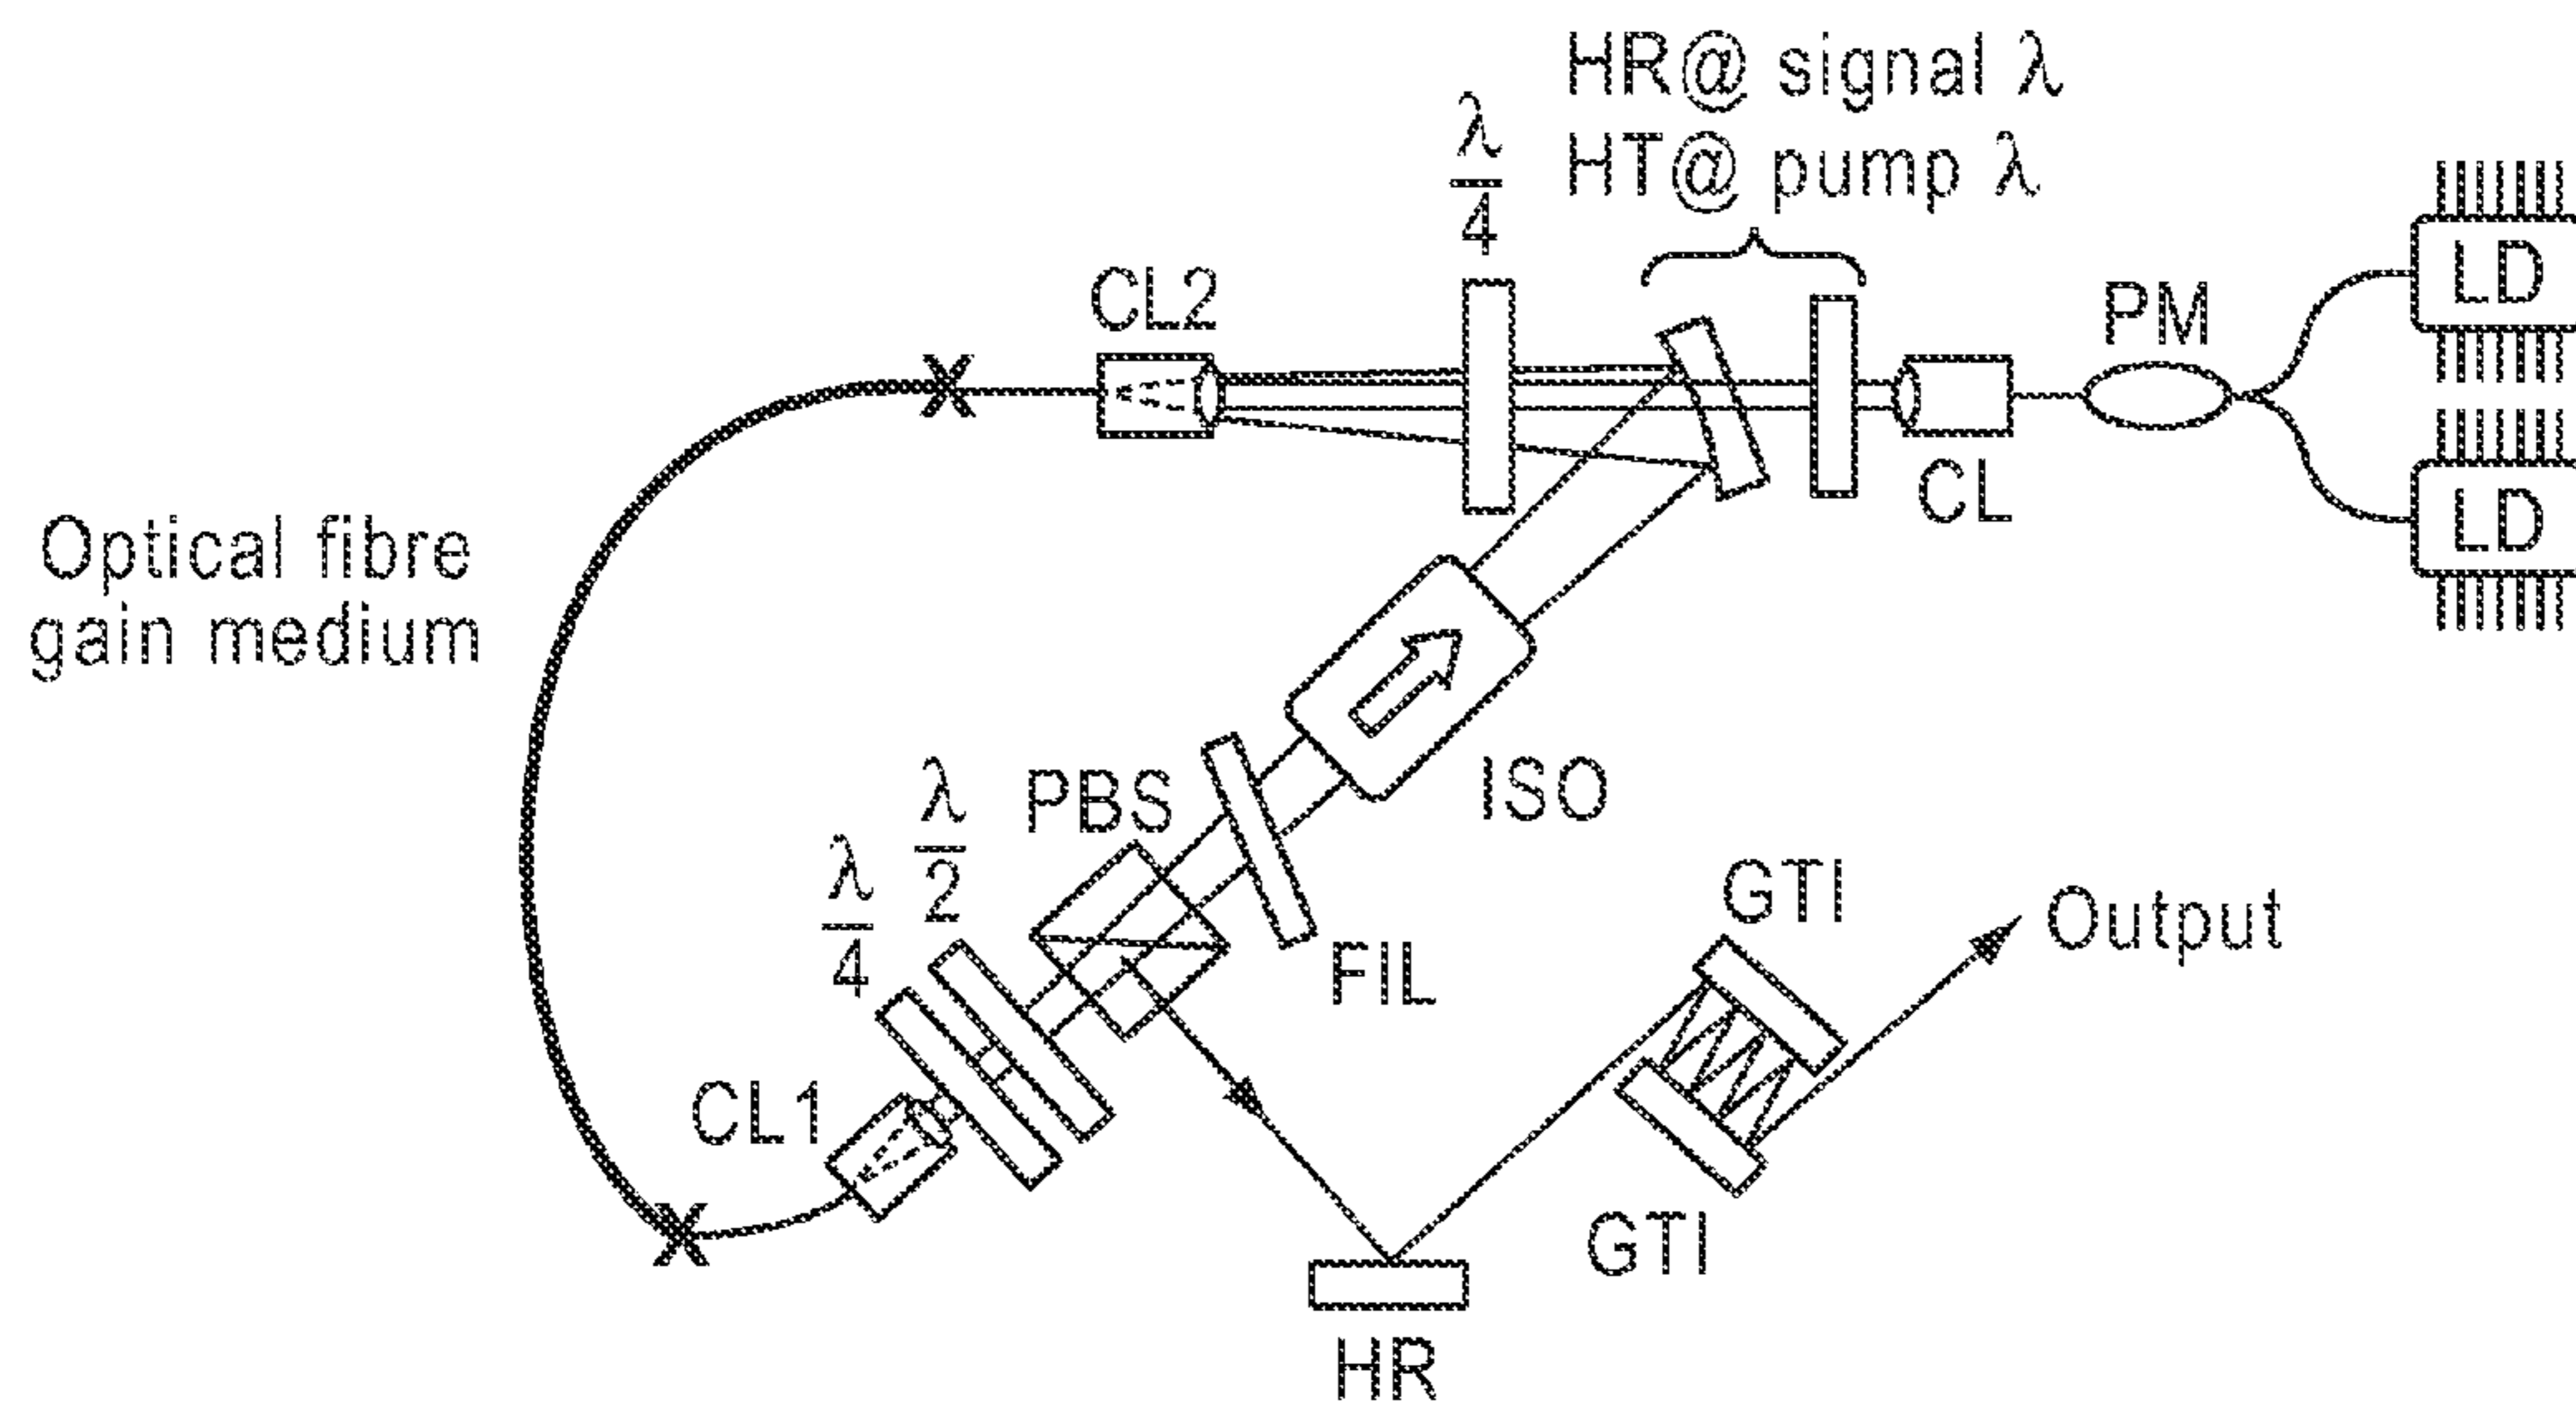 HR@ signal λ
HT@ pump λ
λ/4
CL2
PM
LD
LD
CL
Optical fibre
gain medium
ISO
PBS
λ/2
λ/4
FIL
GTI
Output
CL1
GTI
HR
X
X